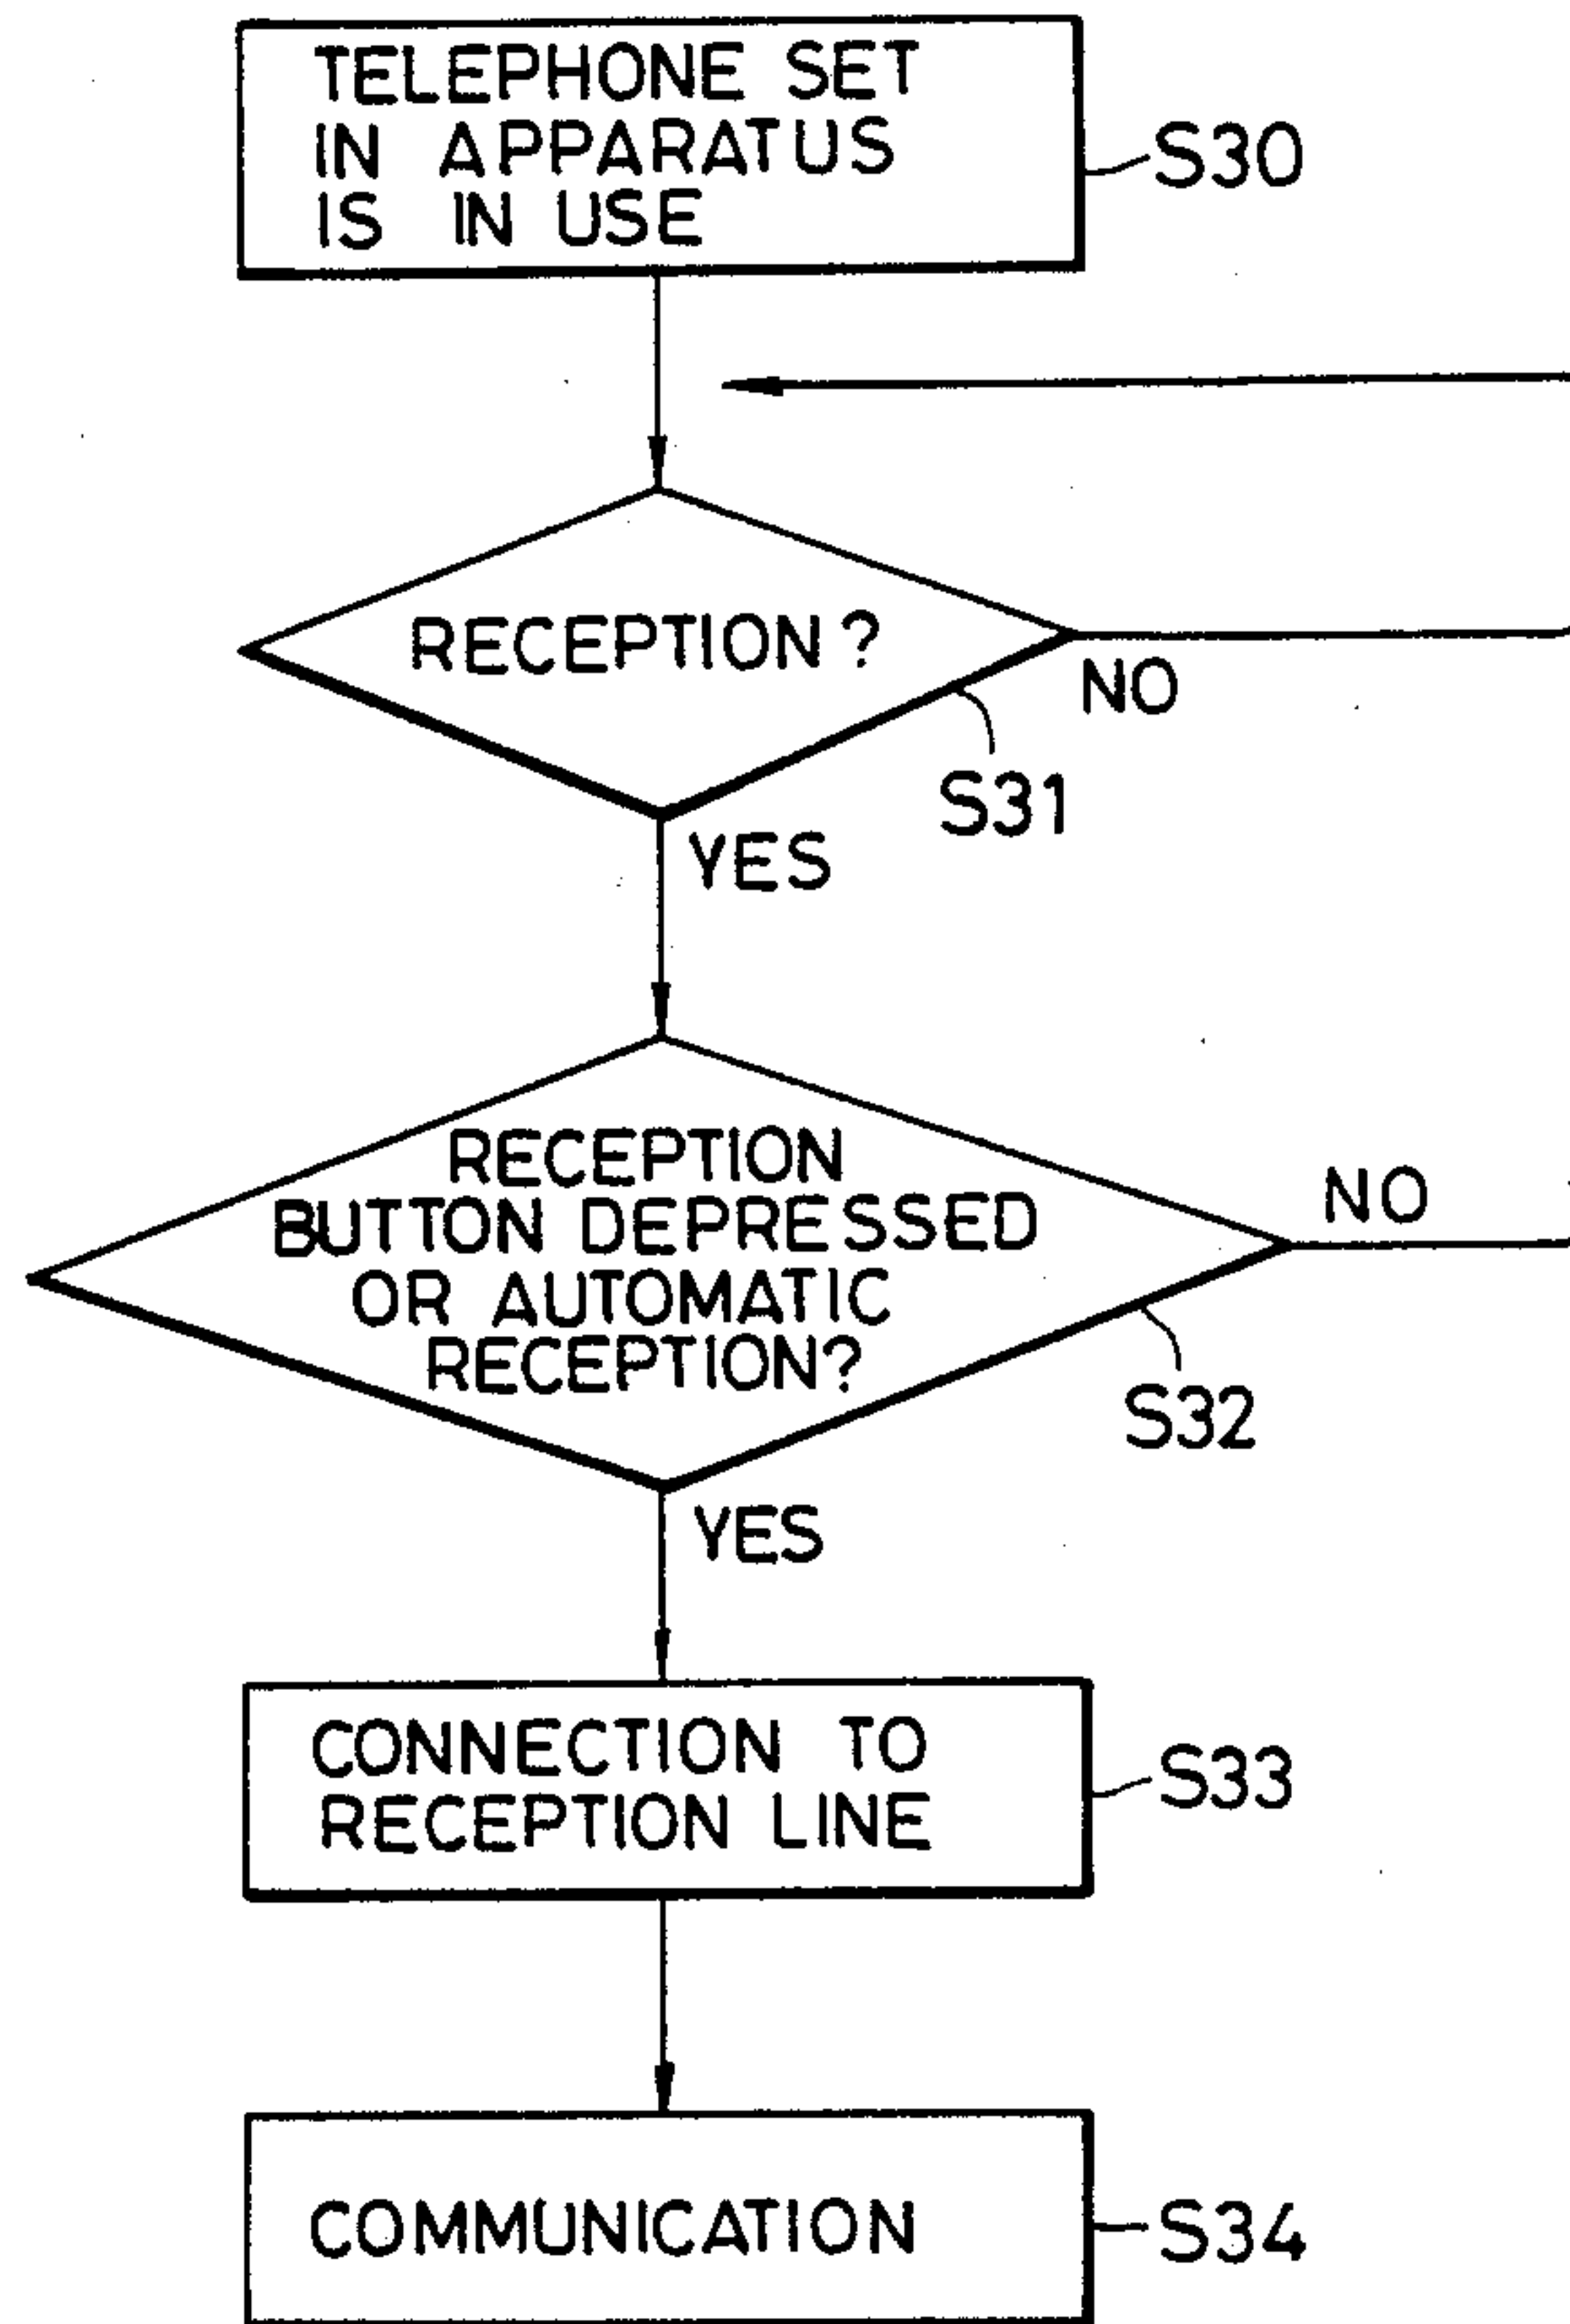 TELEPHONE SET
IN APPARATUS
IS IN USE
S30
RECEPTION?
NO
S31
YES
RECEPTION
BUTTON DEPRESSED
OR AUTOMATIC
RECEPTION?
NO
S32
YES
CONNECTION TO
RECEPTION LINE
S33
COMMUNICATION
S34